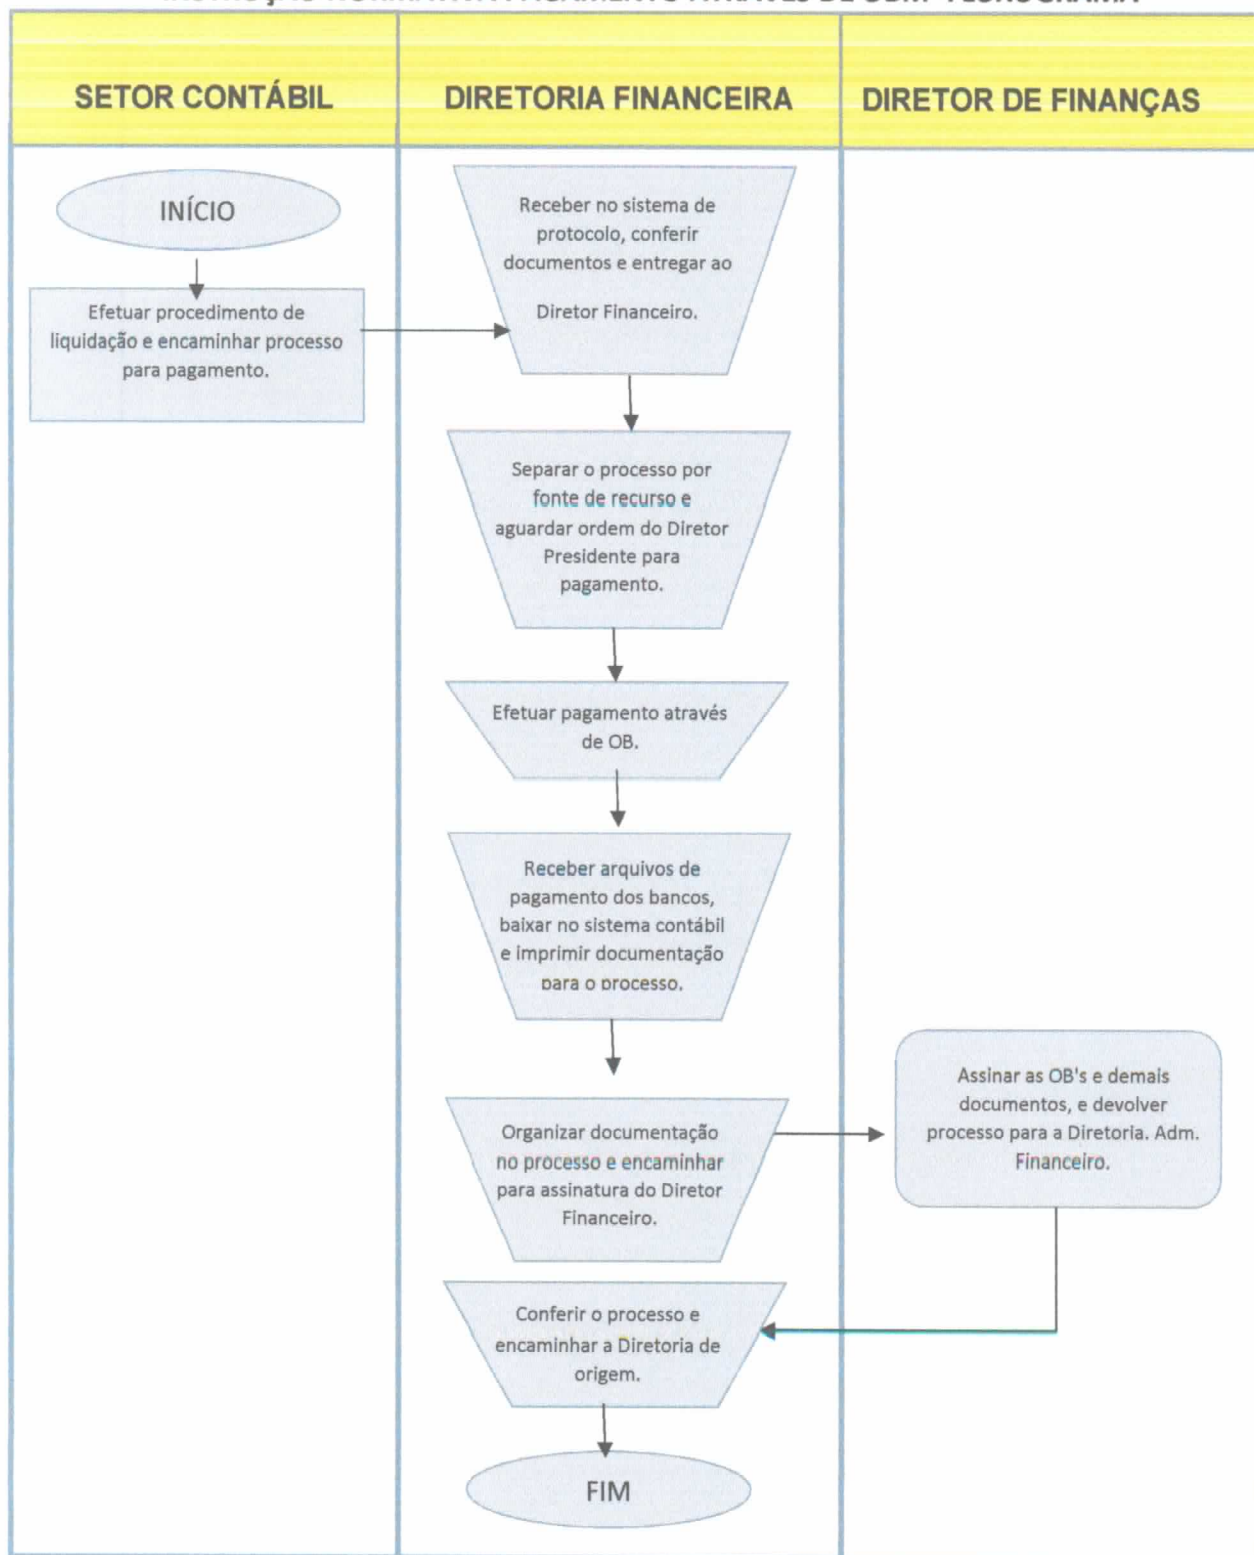 SETOR CONTÁBIL
DIRETORIA FINANCEIRA
DIRETOR DE FINANÇAS
INÍCIO
Efetuar procedimento de
liquidação e encaminhar processo
para pagamento.
Receber no sistema de
protocolo, conferir
documentos e entregar ao
Diretor Financeiro.
Separar o processo por
fonte de recurso e
aguardar ordem do Diretor
Presidente para
pagamento.
Efetuar pagamento através
de OB.
Receber arquivos de
pagamento dos bancos,
baixar no sistema contábil
e imprimir documentação
para o processo.
Organizar documentação
no processo e encaminhar
para assinatura do Diretor
Financeiro.
Assinar as OB's e demais
documentos, e devolver
processo para a Diretoria. Adm.
Financeiro.
Conferir o processo e
encaminhar a Diretoria de
origem.
FIM